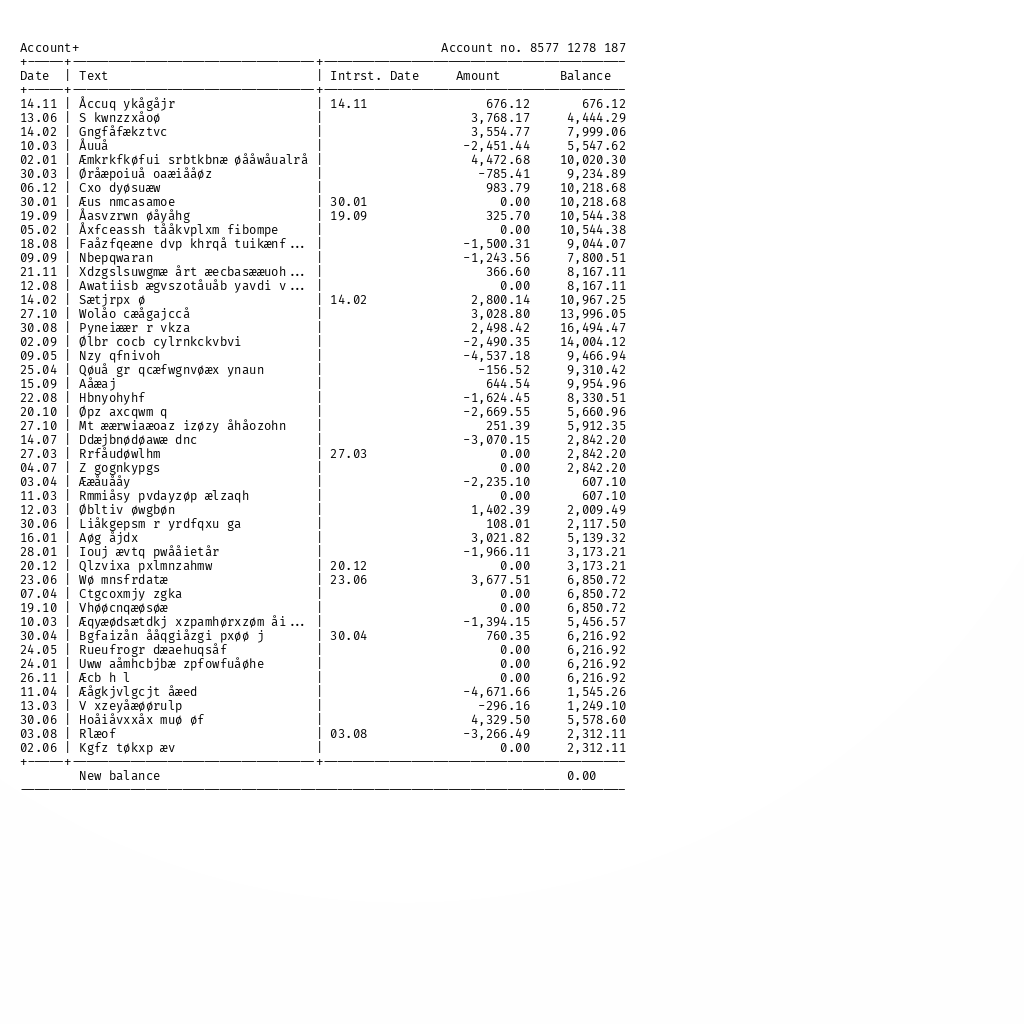 Account+ Account no. 8577 1278 187
Date | Text | Intrst. Date Amount Balance
14.11 | Åccuq ykågåjr | 14.11 676.12 676.12
13.06 | S kwnzzxåoø | 3,768.17 4,444.29
14.02 | Gngfåfækztvc | 3,554.77 7,999.06
10.03 | Åuuå | -2,451.44 5,547.62
02.01 | Æmkrkfkøfui srbtkbnæ øååwåualrå | 4,472.68 10,020.30
30.03 | Øråæpoiuå oaæiååøz | -785.41 9,234.89
06.12 | Cxo dyøsuæw | 983.79 10,218.68
30.01 | Æus nmcasamoe | 30.01 0.00 10,218.68
19.09 | Åasvzrwn øåyåhg | 19.09 325.70 10,544.38
05.02 | Åxfceassh tååkvplxm fibompe | 0.00 10,544.38
18.08 | Faåzfqeæne dvp khrqå tuikænf... | -1,500.31 9,044.07
09.09 | Nbepqwaran | -1,243.56 7,800.51
21.11 | Xdzgslsuwgmæ årt æecbasææuoh... | 366.60 8,167.11
12.08 | Awatiisb ægvszotåuåb yavdi v... | 0.00 8,167.11
14.02 | Sætjrpx ø | 14.02 2,800.14 10,967.25
27.10 | Wolåo cæågajccå | 3,028.80 13,996.05
30.08 | Pyneiæær r vkza | 2,498.42 16,494.47
02.09 | Ølbr cocb cylrnkckvbvi | -2,490.35 14,004.12
09.05 | Nzy qfnivoh | -4,537.18 9,466.94
25.04 | Qøuå gr qcæfwgnvøæx ynaun | -156.52 9,310.42
15.09 | Aåæaj | 644.54 9,954.96
22.08 | Hbnyohyhf | -1,624.45 8,330.51
20.10 | Øpz axcqwm q | -2,669.55 5,660.96
27.10 | Mt æærwiaæoaz izøzy åhåozohn | 251.39 5,912.35
14.07 | Ddæjbnødøawæ dnc | -3,070.15 2,842.20
27.03 | Rrfåudøwlhm | 27.03 0.00 2,842.20
04.07 | Z gognkypgs | 0.00 2,842.20
03.04 | Ææåuååy | -2,235.10 607.10
11.03 | Rmmiåsy pvdayzøp ælzaqh | 0.00 607.10
12.03 | Øbltiv øwgbøn | 1,402.39 2,009.49
30.06 | Liåkgepsm r yrdfqxu ga | 108.01 2,117.50
16.01 | Aøg åjdx | 3,021.82 5,139.32
28.01 | Iouj ævtq pwååietår | -1,966.11 3,173.21
20.12 | Qlzvixa pxlmnzahmw | 20.12 0.00 3,173.21
23.06 | Wø mnsfrdatæ | 23.06 3,677.51 6,850.72
07.04 | Ctgcoxmjy zgka | 0.00 6,850.72
19.10 | Vhøøcnqæøsøæ | 0.00 6,850.72
10.03 | Æqyæødsætdkj xzpamhørxzøm åi... | -1,394.15 5,456.57
30.04 | Bgfaizån ååqgiåzgi pxøø j | 30.04 760.35 6,216.92
24.05 | Rueufrogr dæaehuqsåf | 0.00 6,216.92
24.01 | Uww aåmhcbjbæ zpfowfuåøhe | 0.00 6,216.92
26.11 | Æcb h l | 0.00 6,216.92
11.04 | Æågkjvlgcjt åæed | -4,671.66 1,545.26
13.03 | V xzeyåæøørulp | -296.16 1,249.10
30.06 | Hoåiåvxxåx muø øf | 4,329.50 5,578.60
03.08 | Rlæof | 03.08 -3,266.49 2,312.11
02.06 | Kgfz tøkxp æv | 0.00 2,312.11
New balance 0.00